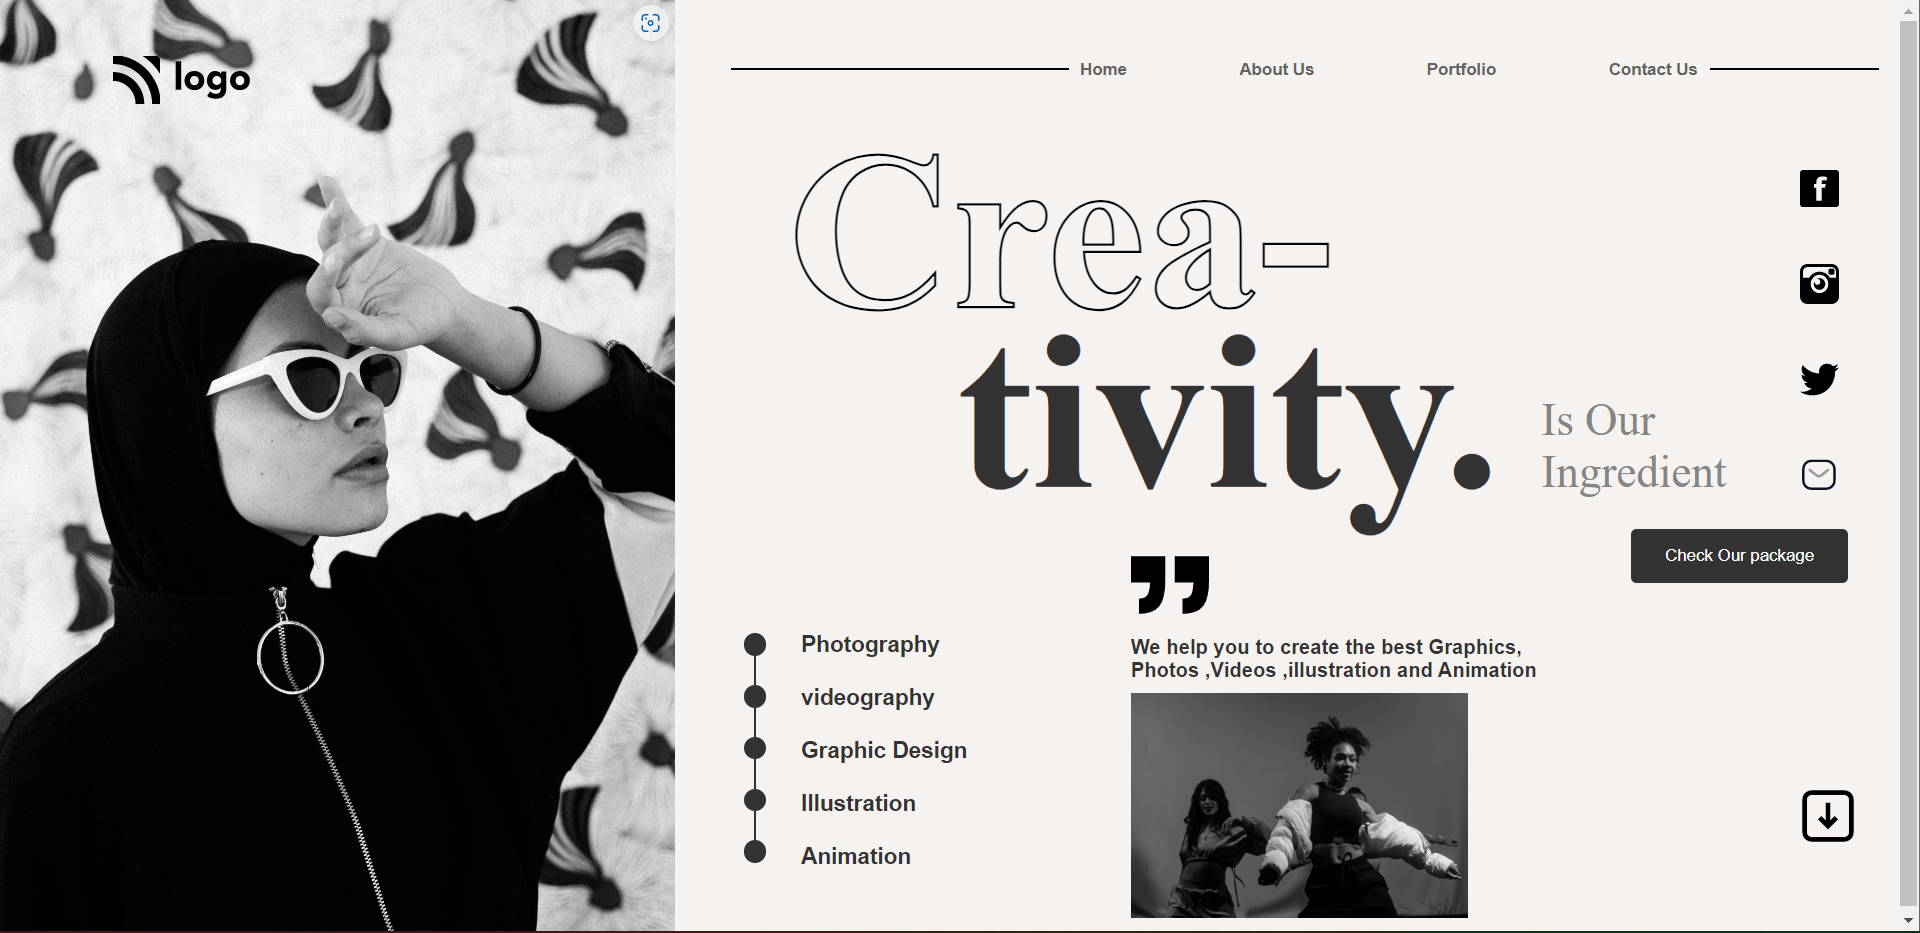 logo
Home About Us Portfolio Contact Us
Crea-
tivity.
Is Our
Ingredient
Check Our package
We help you to create the best Graphics,
Photos ,Videos ,illustration and Animation
Photography
videography
Graphic Design
Illustration
Animation